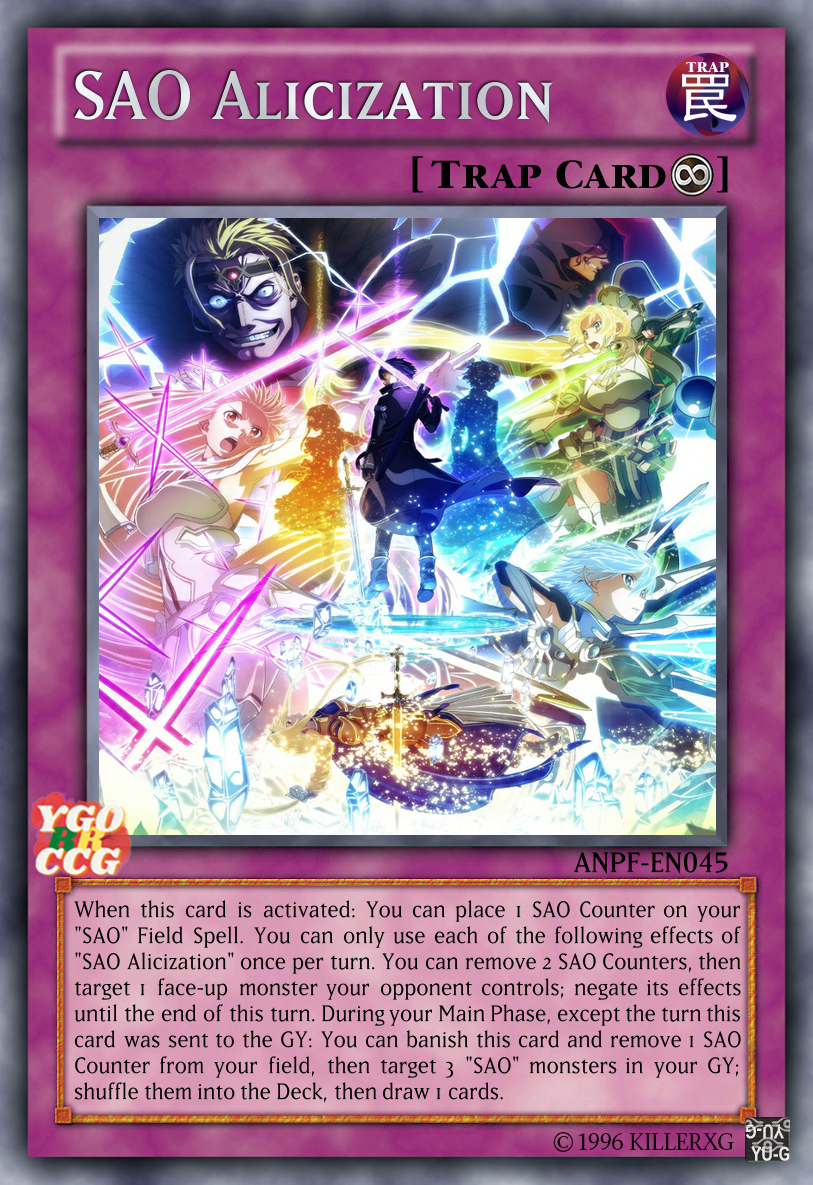 SAO Alicization
TRAP
罠
[ Trap Card ∞ ]
YGO
RR
CCG
ANPF-EN045
When this card is activated: You can place 1 SAO Counter on your
"SAO" Field Spell. You can only use each of the following effects of
"SAO Alicization" once per turn. You can remove 2 SAO Counters, then
target 1 face-up monster your opponent controls; negate its effects
until the end of this turn. During your Main Phase, except the turn this
card was sent to the GY: You can banish this card and remove 1 SAO
Counter from your field, then target 3 "SAO" monsters in your GY;
shuffle them into the Deck, then draw 1 cards.
© 1996 KILLERXG
YU-G
YU-G